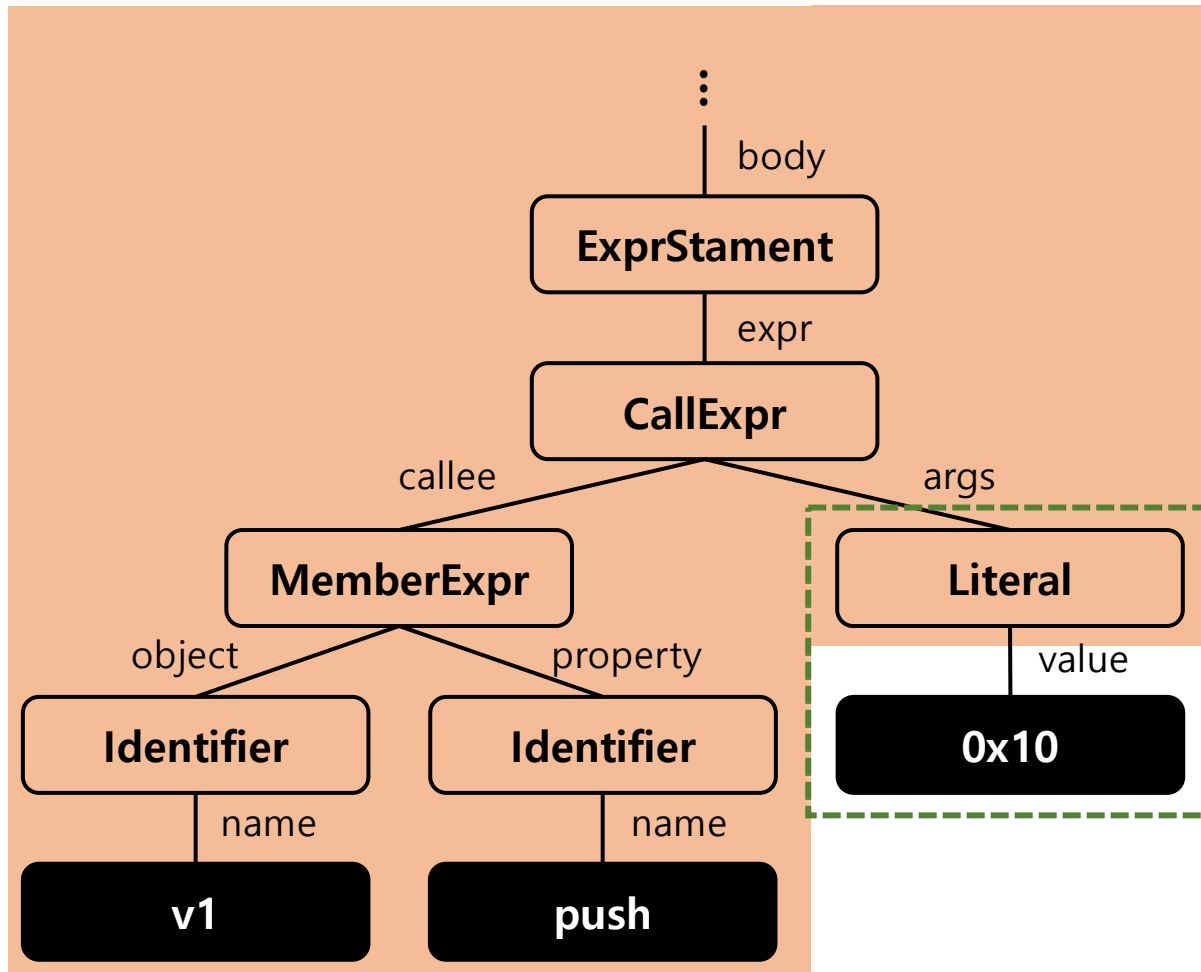 ⋮
body
ExprStament
expr
CallExpr
callee args
MemberExpr Literal
object property value
Identifier Identifier 0x10
name name
v1 push